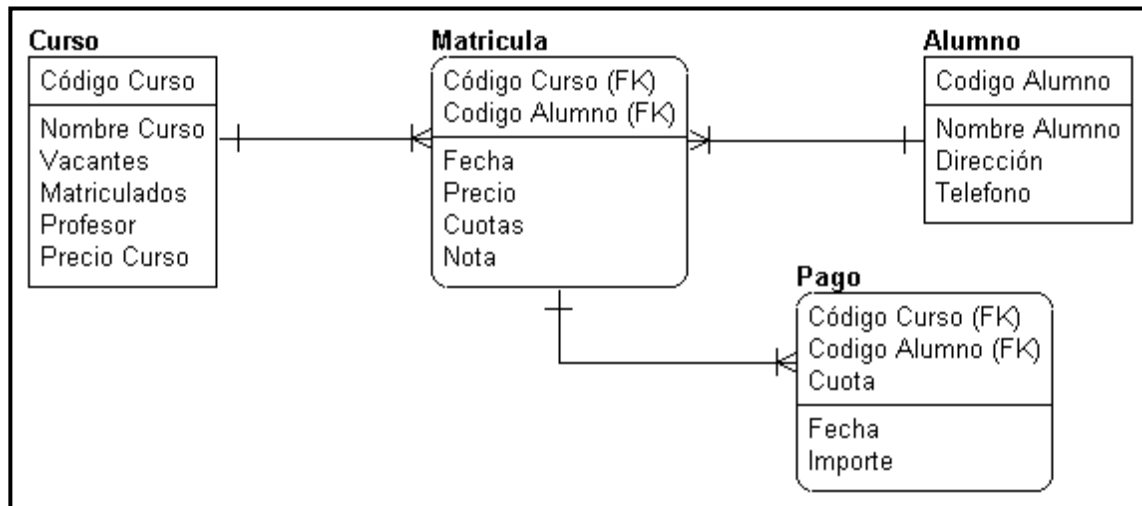 Curso
Código Curso
Nombre Curso
Vacantes
Matriculados
Profesor
Precio Curso
Matricula
Código Curso (FK)
Codigo Alumno (FK)
Fecha
Precio
Cuotas
Nota
Alumno
Codigo Alumno
Nombre Alumno
Dirección
Telefono
Pago
Código Curso (FK)
Codigo Alumno (FK)
Cuota
Fecha
Importe